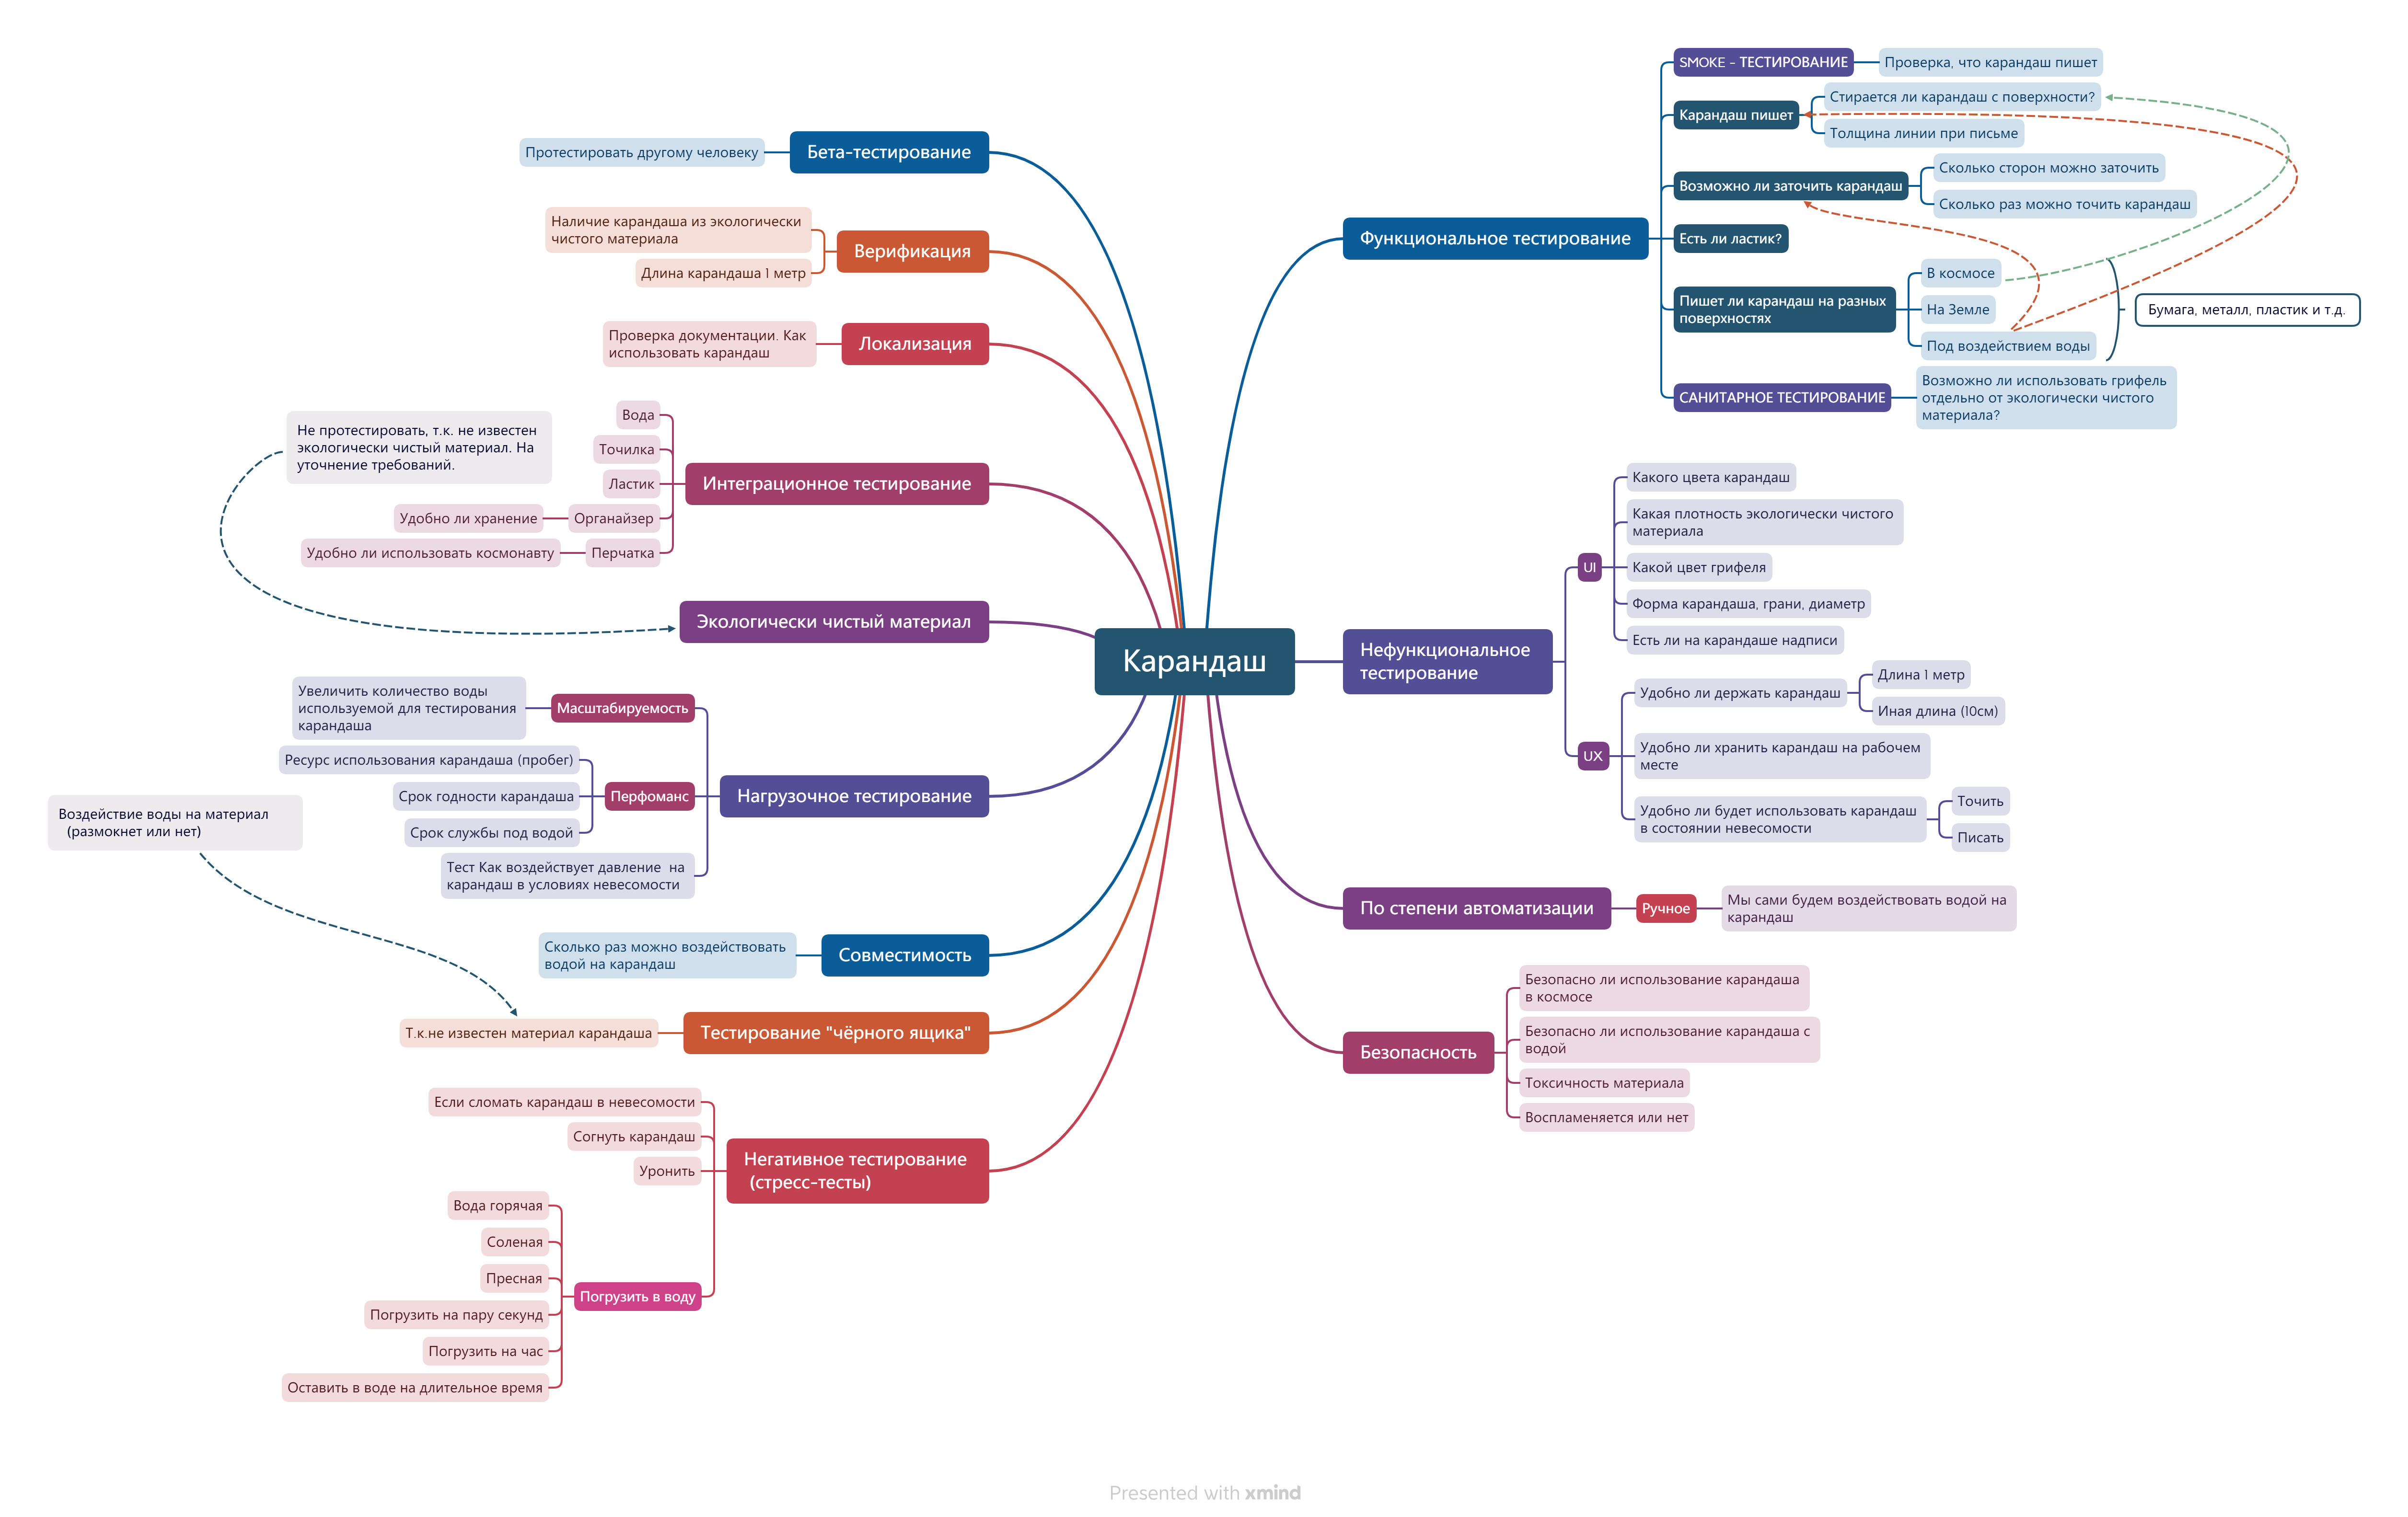 Карандаш
Функциональное тестирование
SMOKE - ТЕСТИРОВАНИЕ
Проверка, что карандаш пишет
Карандаш пишет
Стирается ли карандаш с поверхности?
Толщина линии при письме
Возможно ли заточить карандаш
Сколько сторон можно заточить
Сколько раз можно точить карандаш
Есть ли ластик?
Пишет ли карандаш на разных
поверхностях
В космосе
На Земле
Под воздействием воды
Бумага, металл, пластик и т.д.
САНИТАРНОЕ ТЕСТИРОВАНИЕ
Возможно ли использовать грифель
отдельно от экологически чистого
материала?
Нефункциональное
тестирование
UI
Какого цвета карандаш
Какая плотность экологически чистого
материала
Какой цвет грифеля
Форма карандаша, грани, диаметр
Есть ли на карандаше надписи
UX
Удобно ли держать карандаш
Длина 1 метр
Иная длина (10см)
Удобно ли хранить карандаш на рабочем
месте
Удобно ли будет использовать карандаш
в состоянии невесомости
Точить
Писать
По степени автоматизации
Ручное
Мы сами будем воздействовать водой на
карандаш
Безопасность
Безопасно ли использование карандаша
в космосе
Безопасно ли использование карандаша с
водой
Токсичность материала
Воспламеняется или нет
Бета-тестирование
Протестировать другому человеку
Верификация
Наличие карандаша из экологически
чистого материала
Длина карандаша 1 метр
Локализация
Проверка документации. Как
использовать карандаш
Интеграционное тестирование
Вода
Точилка
Ластик
Органайзер
Удобно ли хранение
Перчатка
Удобно ли использовать космонавту
Не протестировать, т.к. не известен
экологически чистый материал. На
уточнение требований.
Экологически чистый материал
Нагрузочное тестирование
Масштабируемость
Увеличить количество воды
используемой для тестирования
карандаша
Перфоманс
Ресурс использования карандаша (пробег)
Срок годности карандаша
Срок службы под водой
Тест Как воздействует давление на
карандаш в условиях невесомости
Воздействие воды на материал
(размокнет или нет)
Совместимость
Сколько раз можно воздействовать
водой на карандаш
Тестирование "чёрного ящика"
Т.к.не известен материал карандаша
Негативное тестирование
(стресс-тесты)
Если сломать карандаш в невесомости
Согнуть карандаш
Уронить
Погрузить в воду
Вода горячая
Соленая
Пресная
Погрузить на пару секунд
Погрузить на час
Оставить в воде на длительное время
Presented with xmind